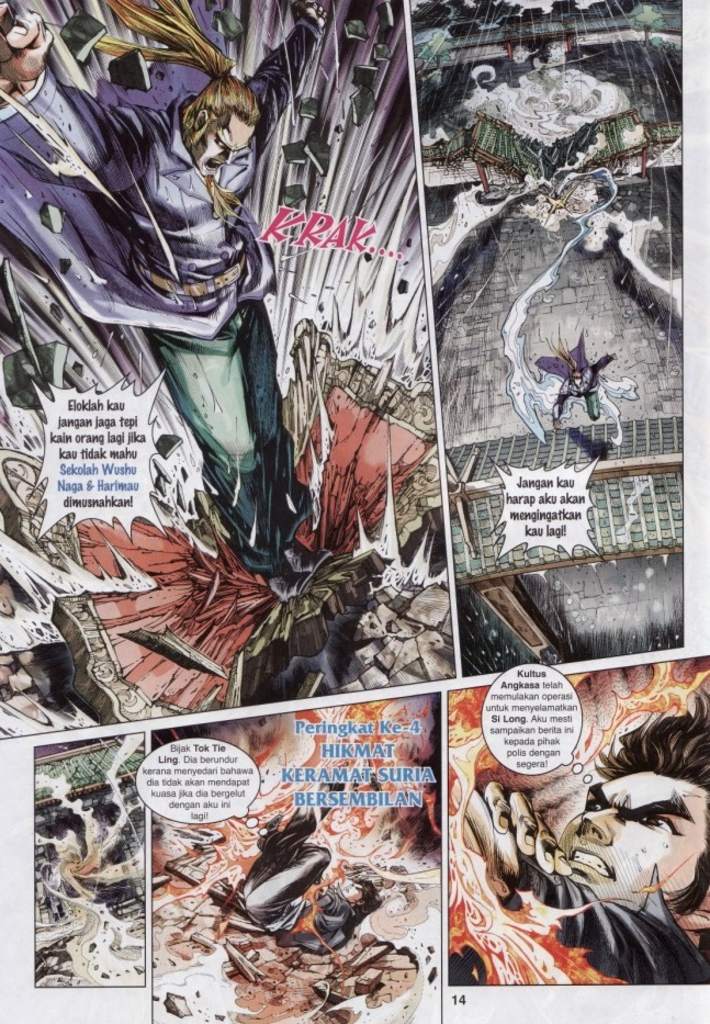 KRAK....
Eloklah kau
jangan jaga tepi
kain orang lagi jika
kau tidak mahu
Sekolah Wushu
Naga & Harimau
dimusnahkan!
Jangan kau
harap aku akan
mengingatkan
kau lagi!
Bijak Tok Tie
Ling. Dia berundur
kerana menyedari bahawa
dia tidak akan mendapat
kuasa jika dia bergelut
dengan aku ini
lagi!
Peringkat Ke-4
HIKMAT
KERAMAT SURIA
BERSEMBILAN
Kultus
Angkasa telah
memulakan operasi
untuk menyelamatkan
Si Long. Aku mesti
sampaikan berita ini
kepada pihak
polis dengan
segera!
14